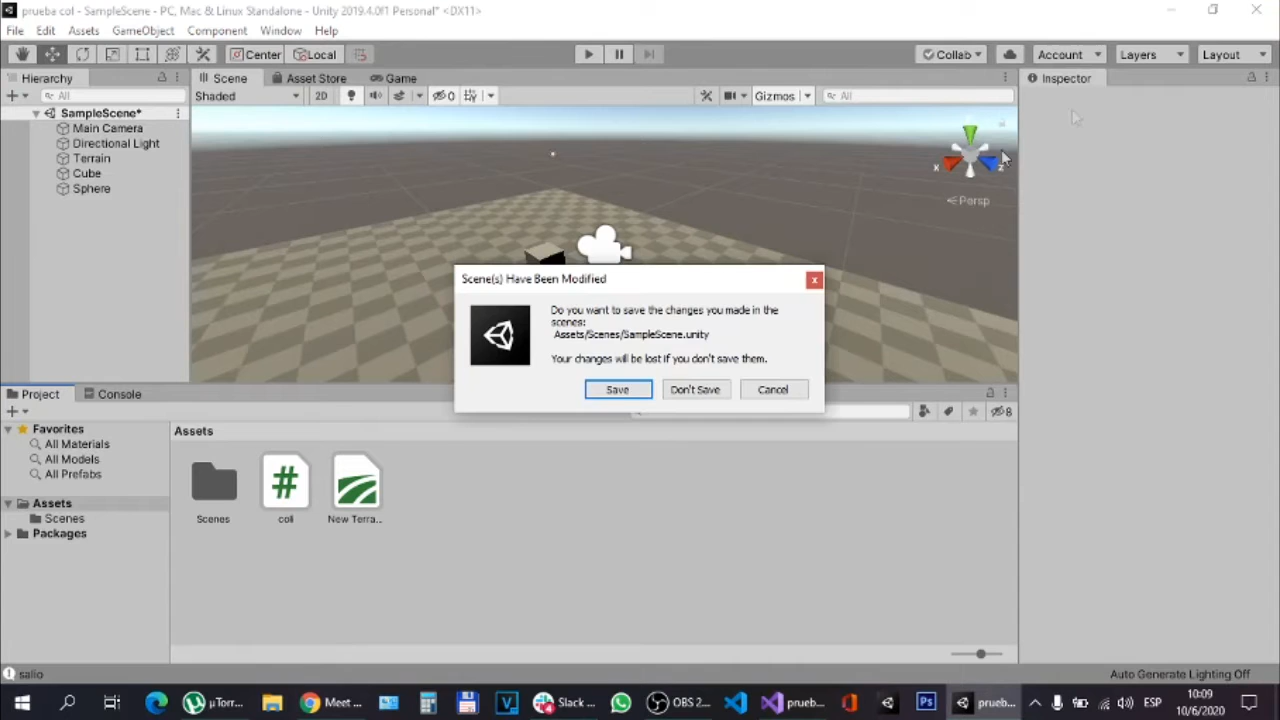 prueba col - SampleScene - PC, Mac & Linux Standalone - Unity 2019.4.0f1 Personal* <DX11>
File Edit Assets GameObject Component Window Help
Center Local Collab Account Layers Layout
Hierarchy Scene Asset Store Game Inspector
All Shaded 2D 0 Gizmos All
SampleScene*
Main Camera
Directional Light
Terrain
Cube
Sphere
x z
Persp
Scene(s) Have Been Modified x
Do you want to save the changes you made in the
scenes:
Assets/Scenes/SampleScene.unity
Your changes will be lost if you don't save them.
Save Don't Save Cancel
Project Console
8
Favorites
All Materials
All Models
All Prefabs
Assets
Scenes
Packages
Assets
#
Scenes coli New Terra...
salio Auto Generate Lighting Off
µTorr... Meet ... Slack ... OBS 2... prueb... Ps prueb... ESP 10:09
10/6/2020